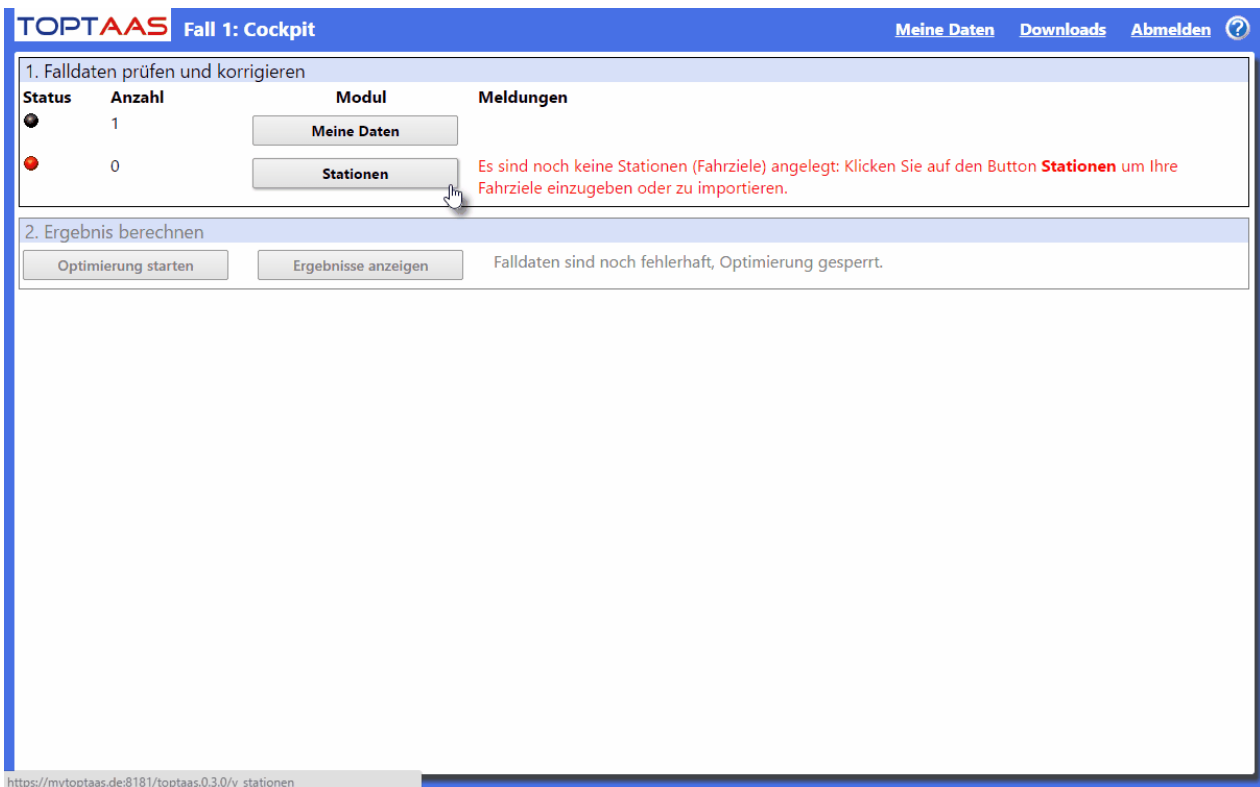 TOPTAAS Fall 1: Cockpit Meine Daten Downloads Abmelden ?
1. Falldaten prüfen und korrigieren
Status Anzahl Modul Meldungen
1 Meine Daten
0 Stationen Es sind noch keine Stationen (Fahrziele) angelegt: Klicken Sie auf den Button Stationen um Ihre
Fahrziele einzugeben oder zu importieren.
2. Ergebnis berechnen
Optimierung starten Ergebnisse anzeigen Falldaten sind noch fehlerhaft, Optimierung gesperrt.
https://mytoptaas.de:8181/toptaas.0.3.0/v_stationen